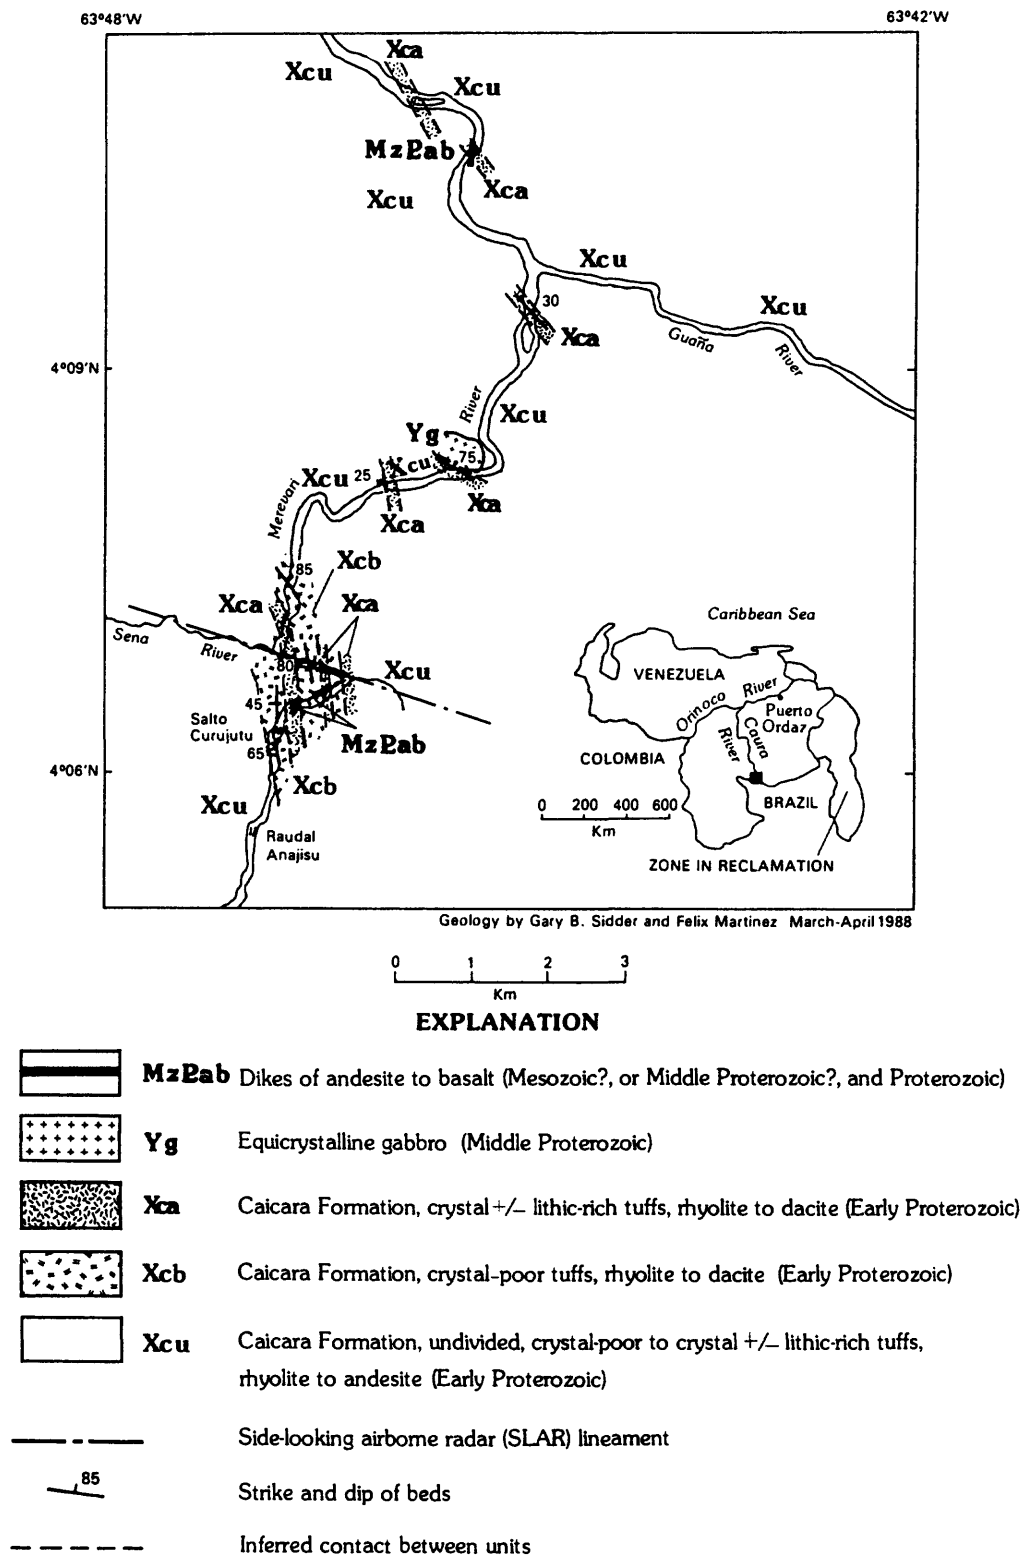 63°48'W
63°42'W
Xca
Xcu
Xcu
MzPab
Xca
Xcu
Xcu
30
Xcu
Xca
Guaña
River
4°09'N
River
Xcu
Yg
75
Xcu
Xcu
25
Xca
Merevari
Xca
85
Xcb
Xca
Xca
Sena
River
80
Xcu
45
Salto
Curujutu
MzPab
65
4°06'N
Xcb
Xcu
Raudal
Anajisu
Caribbean Sea
VENEZUELA
Orinoco River
Puerto
Ordaz
Caura
River
COLOMBIA
BRAZIL
0 200 400 600
Km
ZONE IN RECLAMATION
Geology by Gary B. Sidder and Felix Martinez March-April 1988
0 1 2 3
Km
EXPLANATION
MzPab Dikes of andesite to basalt (Mesozoic?, or Middle Proterozoic?, and Proterozoic)
Yg Equicrystalline gabbro (Middle Proterozoic)
Xca Caicara Formation, crystal +/– lithic-rich tuffs, rhyolite to dacite (Early Proterozoic)
Xcb Caicara Formation, crystal-poor tuffs, rhyolite to dacite (Early Proterozoic)
Xcu Caicara Formation, undivided, crystal-poor to crystal +/– lithic-rich tuffs,
rhyolite to andesite (Early Proterozoic)
Side-looking airborne radar (SLAR) lineament
85 Strike and dip of beds
Inferred contact between units